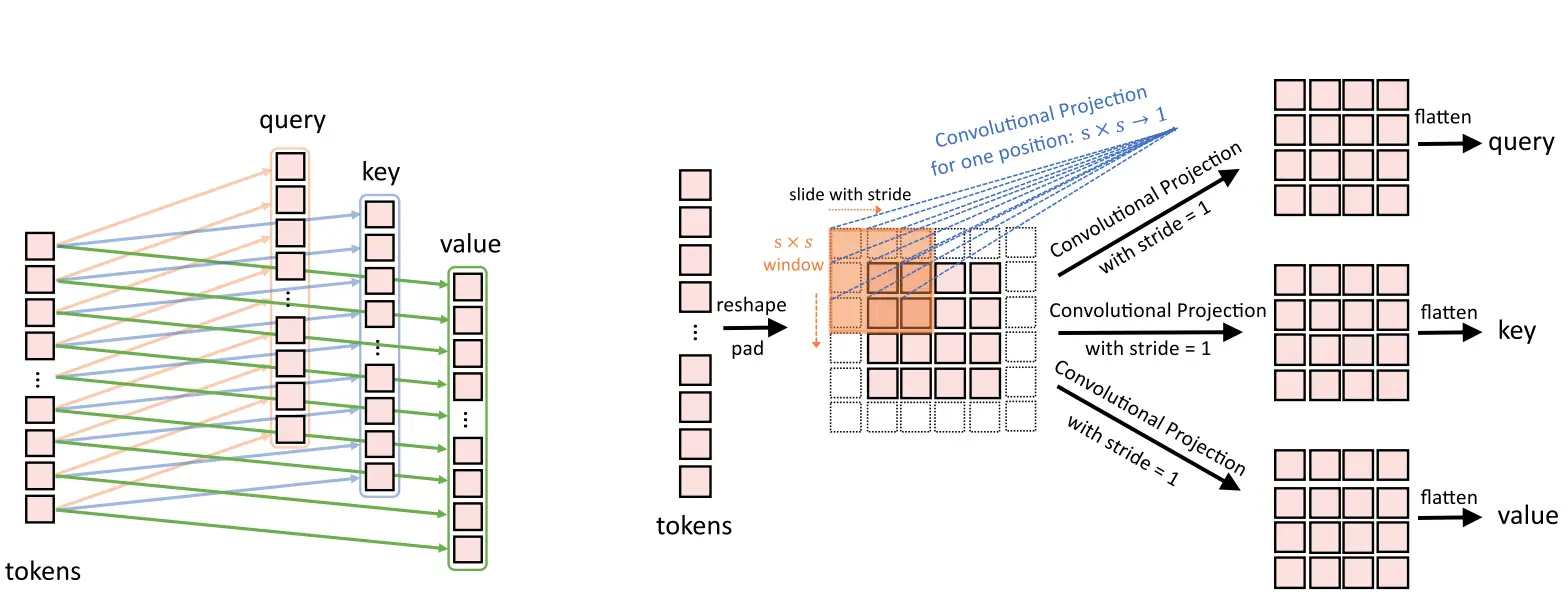 query
key
value
...
...
...
...
tokens
tokens
...
reshape
pad
s × s
window
slide with stride
Convolutional Projection
for one position: s × s → 1
Convolutional Projection
with stride = 1
Convolutional Projection
with stride = 1
Convolutional Projection
with stride = 1
flatten
query
flatten
key
flatten
value